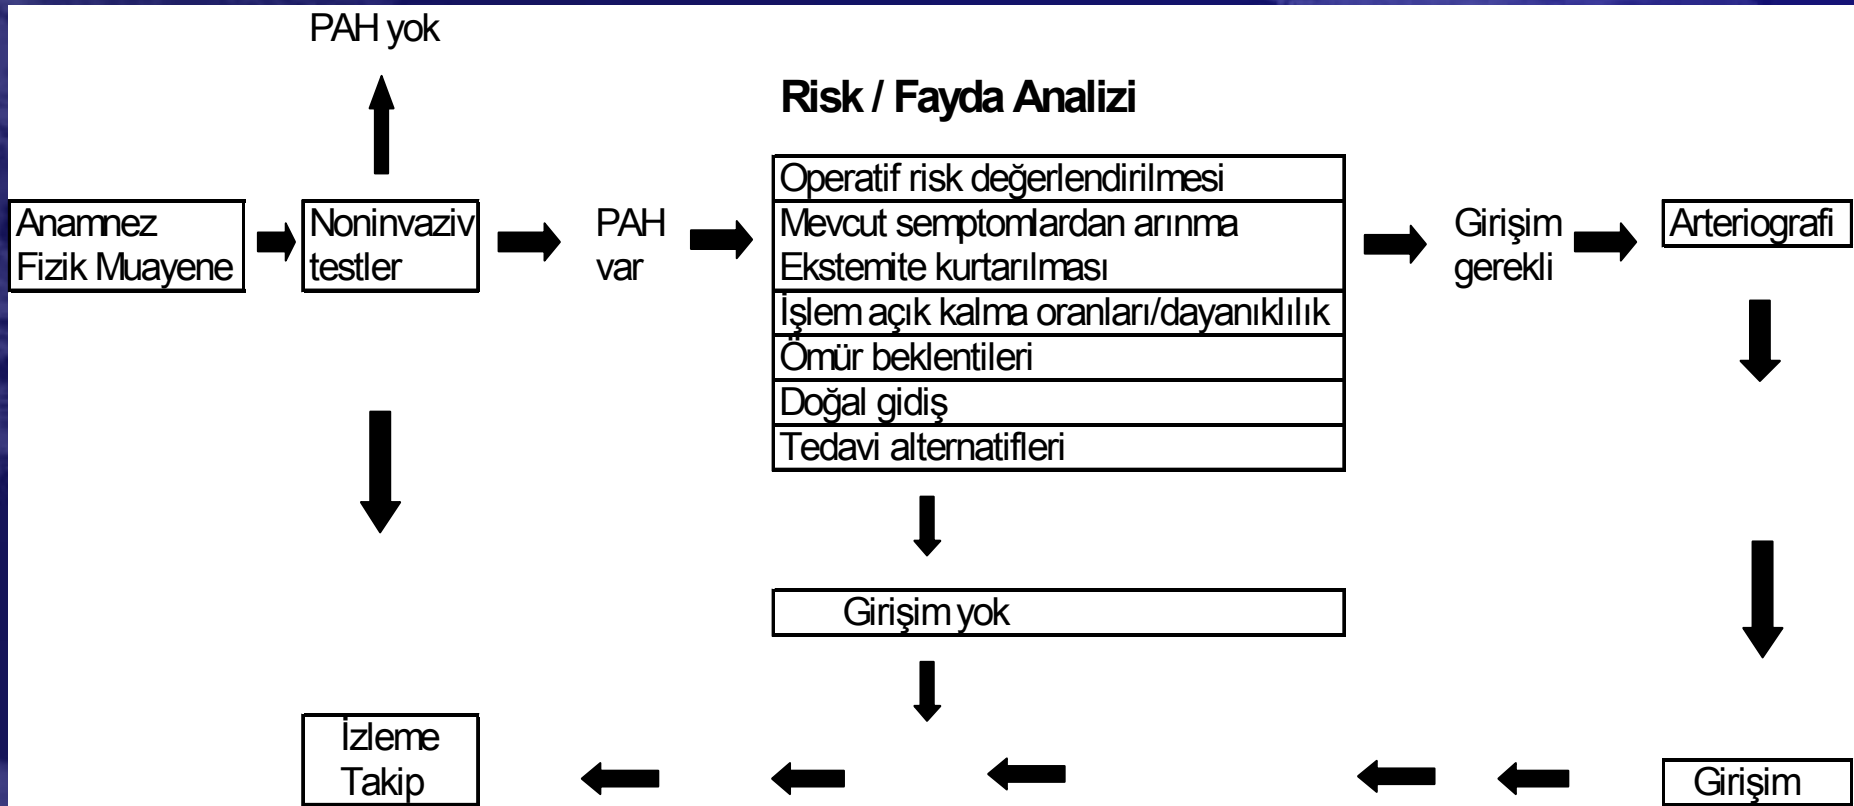 PAH yok
Risk / Fayda Analizi
Anamnez
Fizik Muayene
Noninvaziv
testler
PAH
var
Operatif risk değerlendirilmesi
Mevcut semptomlardan arınma
Ekstemite kurtarılması
İşlem açık kalma oranları/dayanıklılık
Ömür beklentileri
Doğal gidiş
Tedavi alternatifleri
Girişim
gerekli
Arteriografi
Girişim yok
İzleme
Takip
Girişim